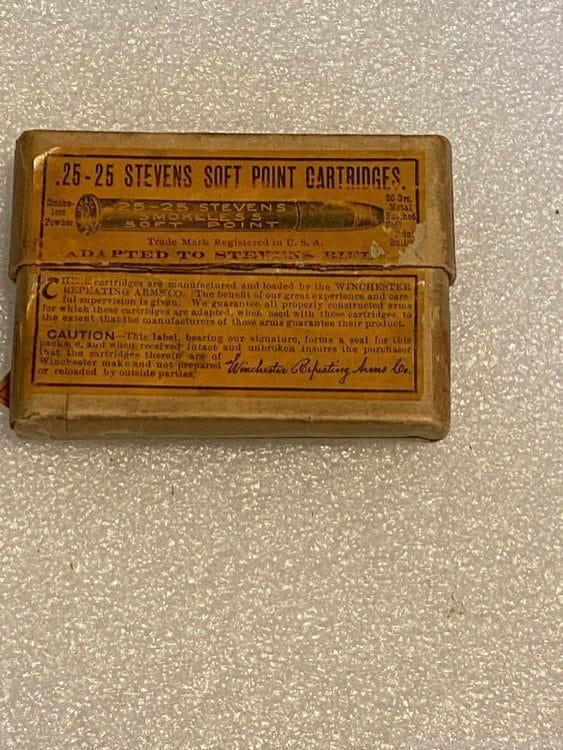 .25-25 STEVENS SOFT POINT CARTRIDGES.
Smoke-
less
Powder
25-25 STEVENS
SMOKELESS
SOFT POINT
86 Grs.
Metal
Patched
Trade Mark Registered in U. S. A.
ADAPTED TO STEVENS
THESE cartridges are manufactured and loaded by the WINCHESTER
REPEATING ARMS CO. The benefit of our great experience and care-
ful supervision is given. We guarantee all properly constructed arms
for which these cartridges are adapted, when used with these cartridges, to
the extent that the manufacturers of these arms guarantee their product.
CAUTION—This label, bearing our signature, forms a seal for this
package, and when received intact and unbroken insures the purchaser
that the cartridges therein are of
Winchester make and not prepared
or reloaded by outside parties.
Winchester Repeating Arms Co.